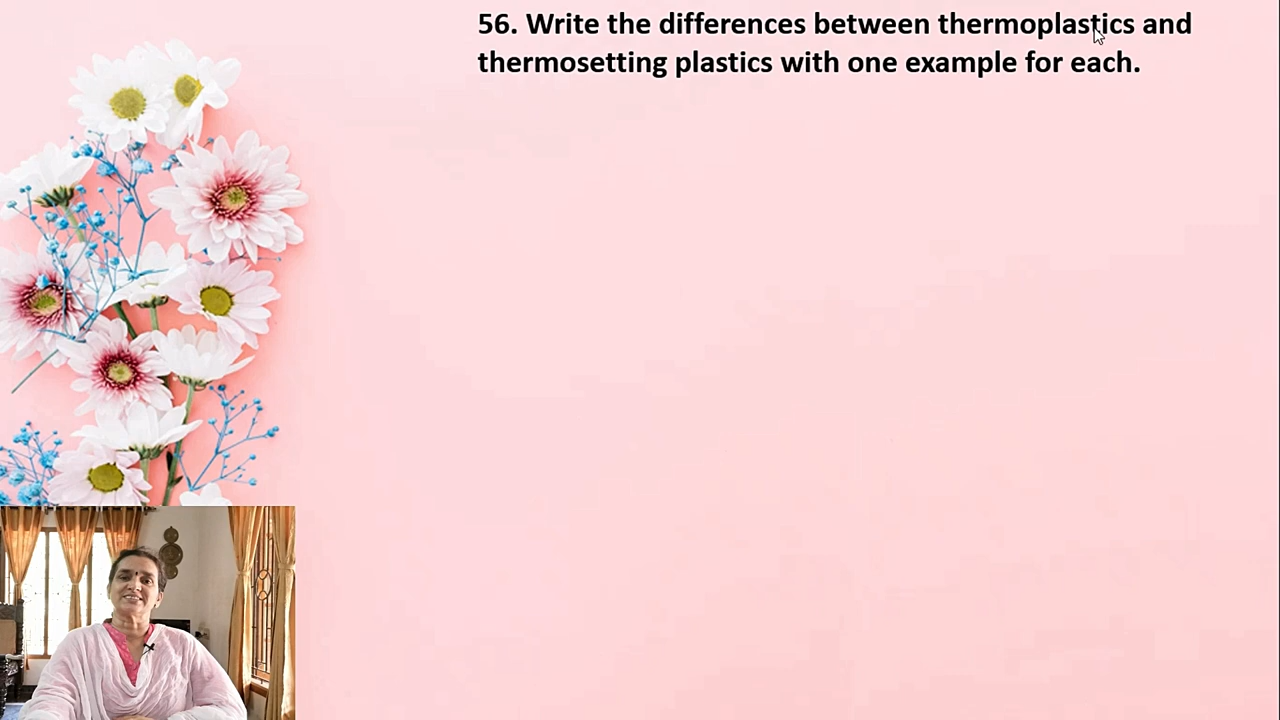 56. Write the differences between thermoplastics and
thermosetting plastics with one example for each.